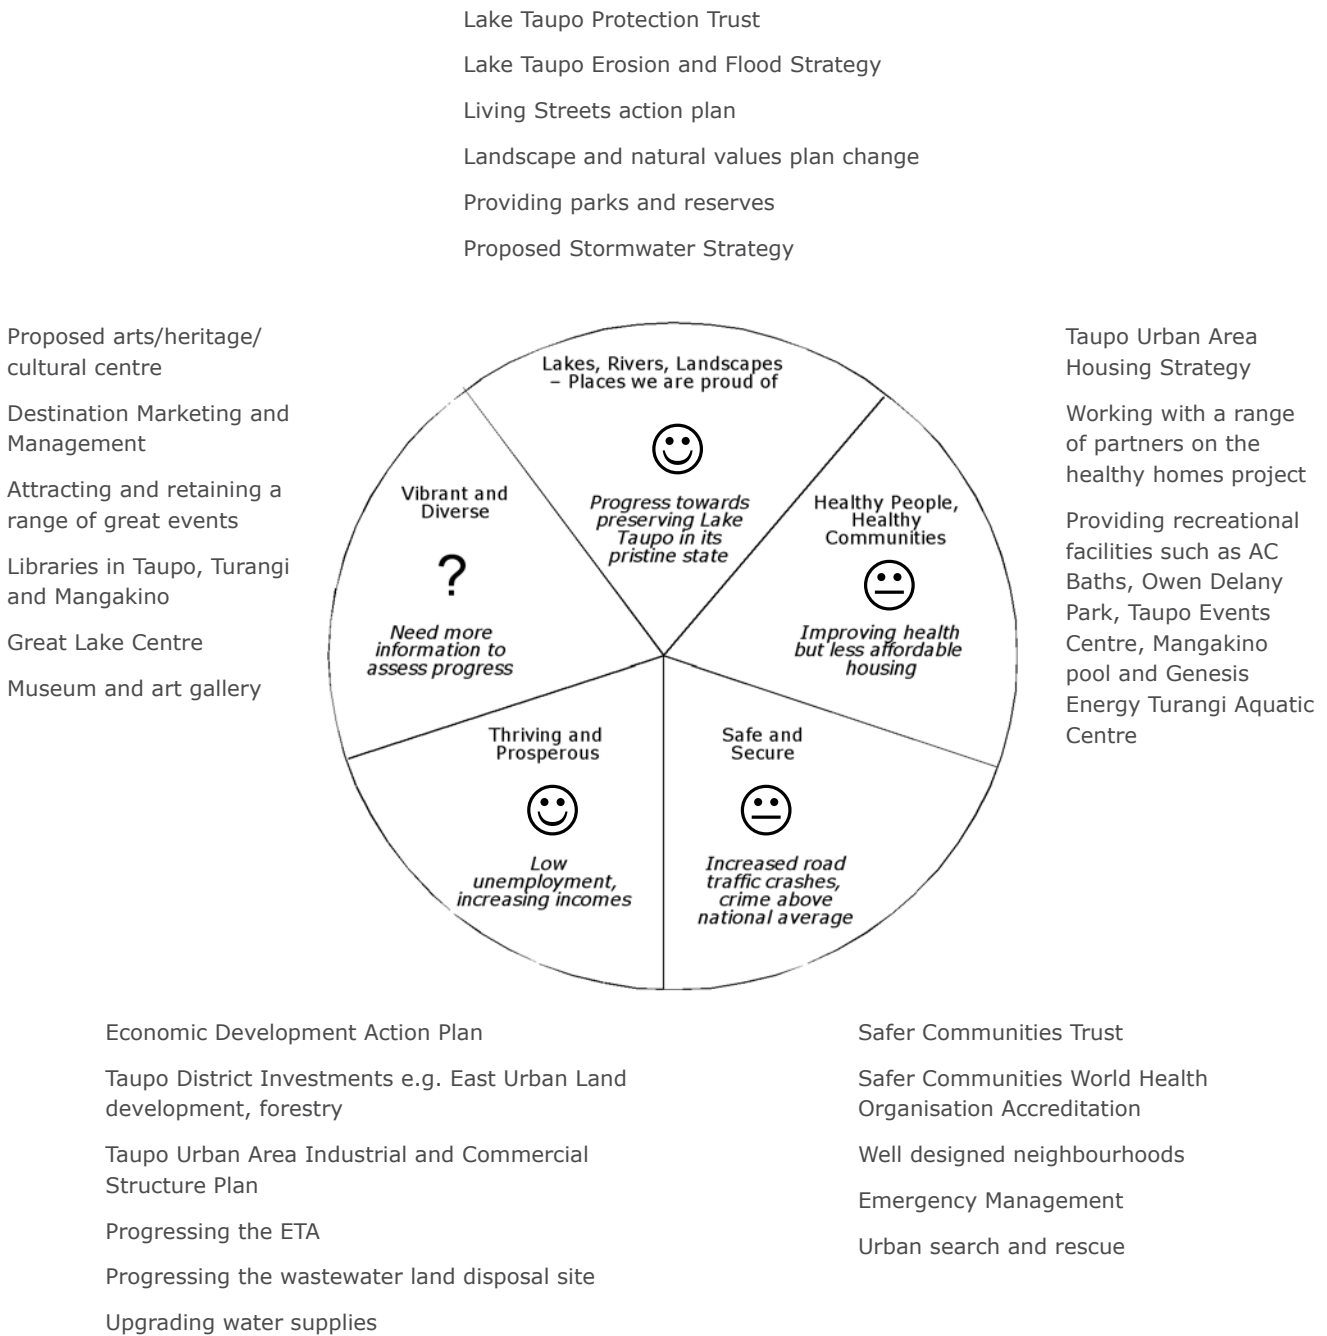 Lake Taupo Protection Trust
Lake Taupo Erosion and Flood Strategy
Living Streets action plan
Landscape and natural values plan change
Providing parks and reserves
Proposed Stormwater Strategy
Proposed arts/heritage/
cultural centre
Destination Marketing and
Management
Attracting and retaining a
range of great events
Libraries in Taupo, Turangi
and Mangakino
Great Lake Centre
Museum and art gallery
Lakes, Rivers, Landscapes
– Places we are proud of
Progress towards
preserving Lake
Taupo in its
pristine state
Vibrant and
Diverse
?
Need more
information to
assess progress
Healthy People,
Healthy
Communities
Improving health
but less affordable
housing
Thriving and
Prosperous
Low
unemployment,
increasing incomes
Safe and
Secure
Increased road
traffic crashes,
crime above
national average
Taupo Urban Area
Housing Strategy
Working with a range
of partners on the
healthy homes project
Providing recreational
facilities such as AC
Baths, Owen Delany
Park, Taupo Events
Centre, Mangakino
pool and Genesis
Energy Turangi Aquatic
Centre
Economic Development Action Plan
Taupo District Investments e.g. East Urban Land
development, forestry
Taupo Urban Area Industrial and Commercial
Structure Plan
Progressing the ETA
Progressing the wastewater land disposal site
Upgrading water supplies
Safer Communities Trust
Safer Communities World Health
Organisation Accreditation
Well designed neighbourhoods
Emergency Management
Urban search and rescue